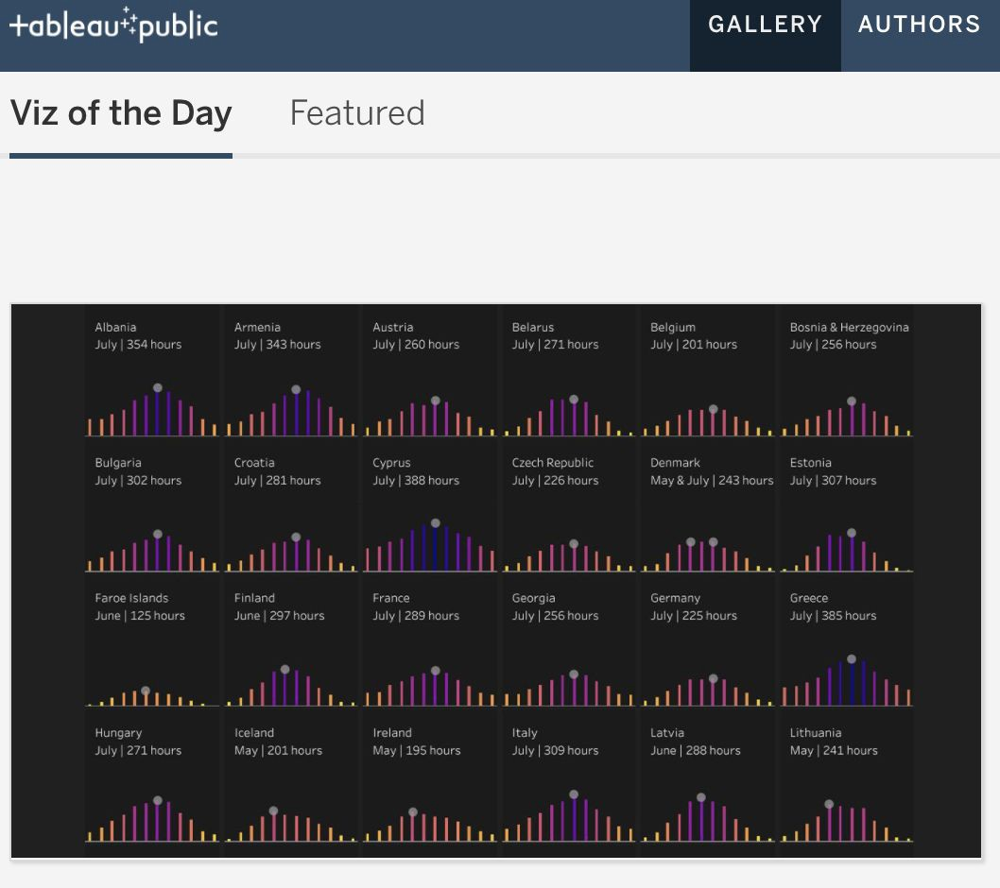 tableau public
GALLERY
AUTHORS
Viz of the Day
Featured
Albania
July | 354 hours
Armenia
July | 343 hours
Austria
July | 260 hours
Belarus
July | 271 hours
Belgium
July | 201 hours
Bosnia & Herzegovina
July | 256 hours
Bulgaria
July | 302 hours
Croatia
July | 281 hours
Cyprus
July | 388 hours
Czech Republic
July | 226 hours
Denmark
May & July | 243 hours
Estonia
July | 307 hours
Faroe Islands
June | 125 hours
Finland
June | 297 hours
France
July | 289 hours
Georgia
July | 256 hours
Germany
July | 225 hours
Greece
July | 385 hours
Hungary
July | 271 hours
Iceland
May | 201 hours
Ireland
May | 195 hours
Italy
July | 309 hours
Latvia
June | 288 hours
Lithuania
May | 241 hours